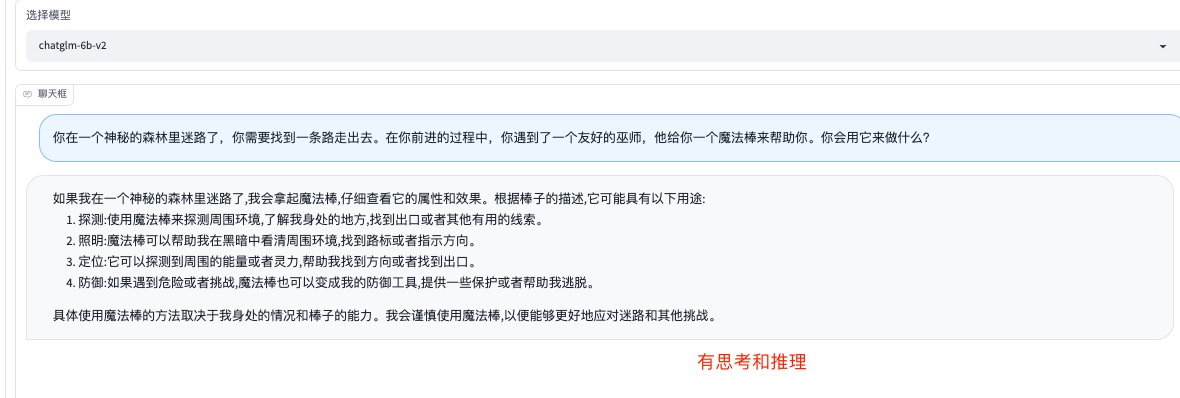 选择模型
chatglm-6b-v2
聊天框
你在一个神秘的森林里迷路了，你需要找到一条路走出去。在你前进的过程中，你遇到了一个友好的巫师，他给你一个魔法棒来帮助你。你会用它来做什么？
如果我在一个神秘的森林里迷路了,我会拿起魔法棒,仔细查看它的属性和效果。根据棒子的描述,它可能具有以下用途:
1. 探测:使用魔法棒来探测周围环境,了解我身处的地方,找到出口或者其他有用的线索。
2. 照明:魔法棒可以帮助我在黑暗中看清周围环境,找到路标或者指示方向。
3. 定位:它可以探测到周围的能量或者灵力,帮助我找到方向或者找到出口。
4. 防御:如果遇到危险或者挑战,魔法棒也可以变成我的防御工具,提供一些保护或者帮助我逃脱。
具体使用魔法棒的方法取决于我身处的情况和棒子的能力。我会谨慎使用魔法棒,以便能够更好地应对迷路和其他挑战。
有思考和推理